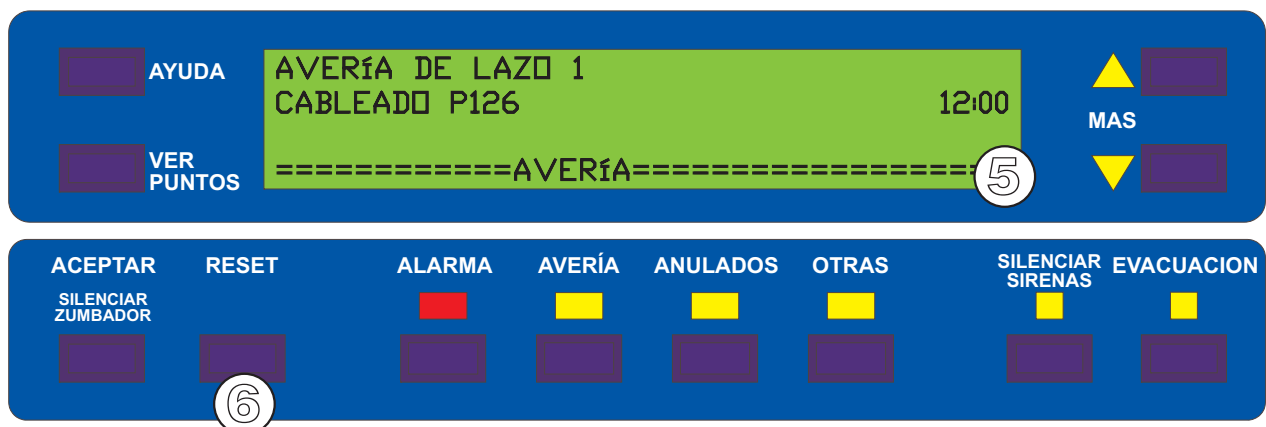 AYUDA
AVERíA DE LAZO 1
CABLEADO P126 12:00
MAS
VER
PUNTOS
============AVERíA==================
5
ACEPTAR RESET ALARMA AVERÍA ANULADOS OTRAS SILENCIAR SIRENAS EVACUACION
SILENCIAR
ZUMBADOR
6